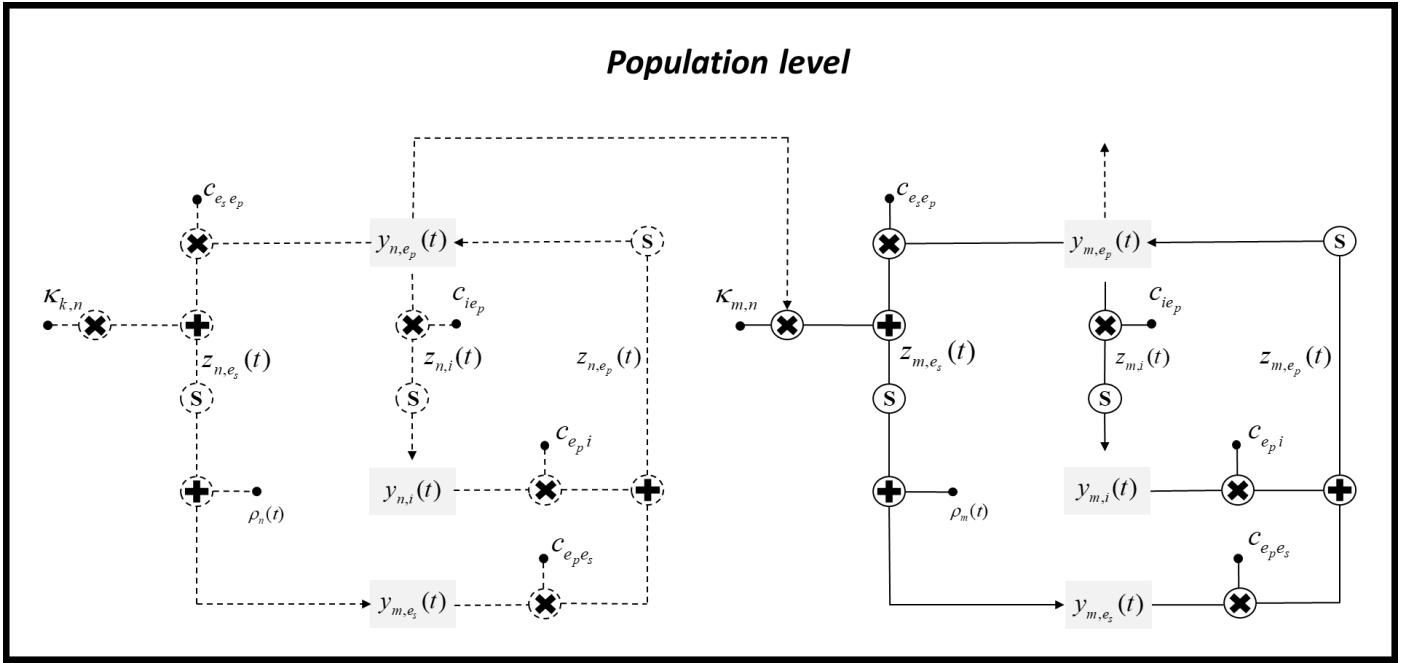 Population level
c_{e_s e_p}
y_{n,e_p}(t)
S
κ_{k,n}
c_{ie_p}
z_{n,e_s}(t)
z_{n,i}(t)
z_{n,e_p}(t)
S
S
c_{e_p i}
y_{n,i}(t)
ρ_n(t)
c_{e_p e_s}
y_{m,e_s}(t)
c_{e_s e_p}
y_{m,e_p}(t)
S
κ_{m,n}
c_{ie_p}
z_{m,e_s}(t)
z_{m,i}(t)
z_{m,e_p}(t)
S
S
c_{e_p i}
y_{m,i}(t)
ρ_m(t)
c_{e_p e_s}
y_{m,e_s}(t)